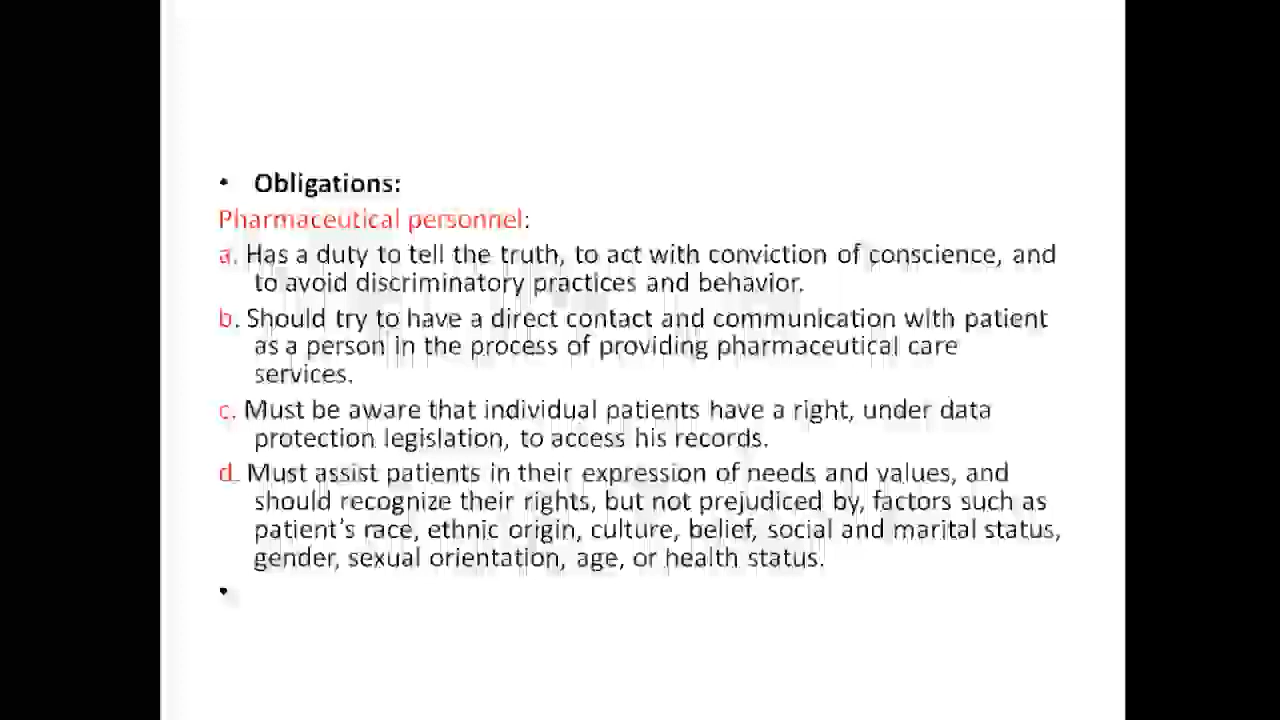 • Obligations:
Pharmaceutical personnel:
a. Has a duty to tell the truth, to act with conviction of conscience, and
to avoid discriminatory practices and behavior.
b. Should try to have a direct contact and communication with patient
as a person in the process of providing pharmaceutical care
services.
c. Must be aware that individual patients have a right, under data
protection legislation, to access his records.
d. Must assist patients in their expression of needs and values, and
should recognize their rights, but not prejudiced by, factors such as
patient's race, ethnic origin, culture, belief, social and marital status,
gender, sexual orientation, age, or health status.
•